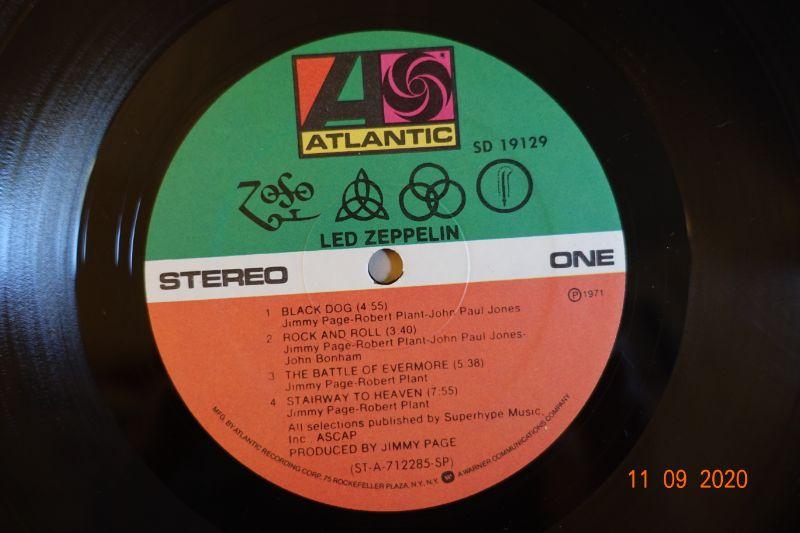 ATLANTIC
SD 19129
ZoSo
LED ZEPPELIN
STEREO
ONE
℗ 1971
1 BLACK DOG (4:55)
Jimmy Page-Robert Plant-John Paul Jones
2 ROCK AND ROLL (3.40)
Jimmy Page-Robert Plant-John Paul Jones-
John Bonham
3 THE BATTLE OF EVERMORE (5:38)
Jimmy Page-Robert Plant
4 STAIRWAY TO HEAVEN (7:55)
Jimmy Page-Robert Plant
All selections published by Superhype Music,
Inc. ASCAP
PRODUCED BY JIMMY PAGE
(ST-A-712285-SP)
MFG. BY ATLANTIC RECORDING CORP. 75 ROCKEFELLER PLAZA, N.Y., N.Y. W A WARNER COMMUNICATIONS COMPANY
11 09 2020